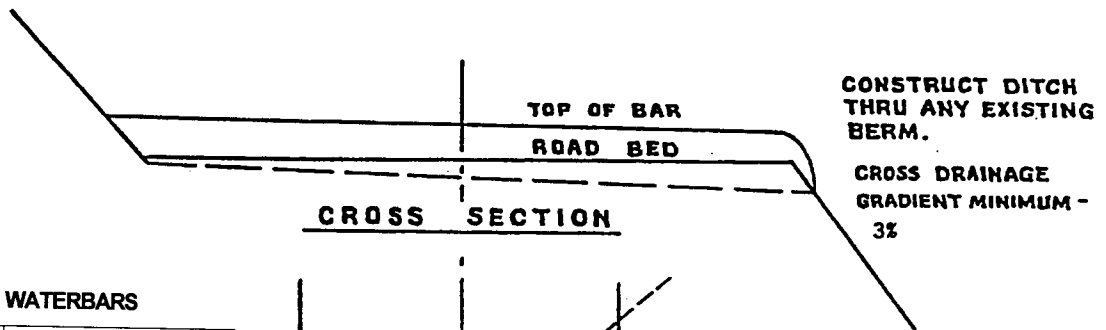 TOP OF BAR
ROAD BED
CROSS SECTION
CONSTRUCT DITCH
THRU ANY EXISTING
BERM.
CROSS DRAINAGE
GRADIENT MINIMUM -
3%
WATERBARS